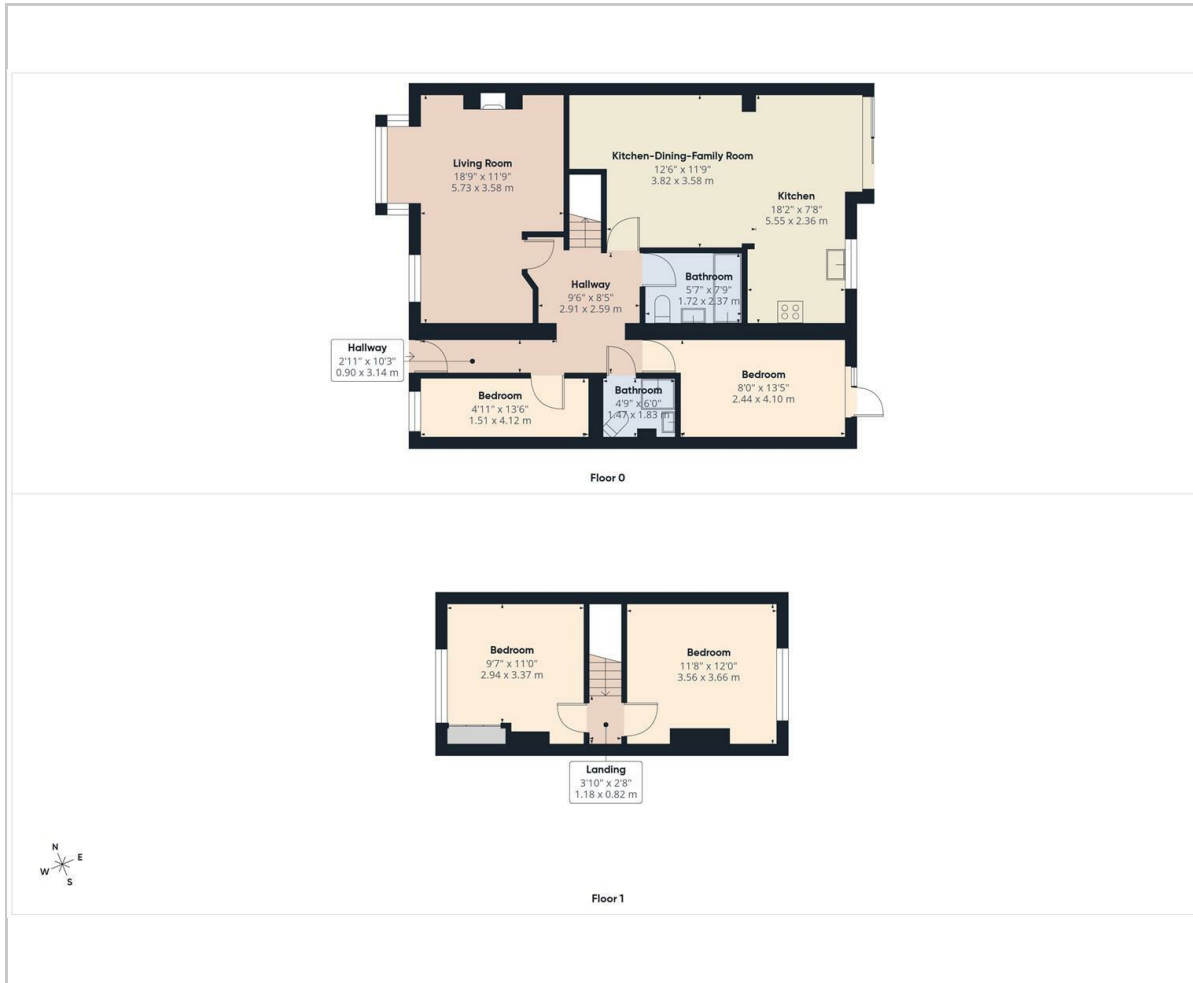 Living Room
18'9" x 11'9"
5.73 x 3.58 m
Kitchen-Dining-Family Room
12'6" x 11'9"
3.82 x 3.58 m
Kitchen
18'2" x 7'8"
5.55 x 2.36 m
Hallway
9'6" x 8'5"
2.91 x 2.59 m
Bathroom
5'7" x 7'9"
1.72 x 2.37 m
Hallway
2'11" x 10'3"
0.90 x 3.14 m
Bedroom
4'11" x 13'6"
1.51 x 4.12 m
Bathroom
4'9" x 6'0"
1.47 x 1.83 m
Bedroom
8'0" x 13'5"
2.44 x 4.10 m
Floor 0
Bedroom
9'7" x 11'0"
2.94 x 3.37 m
Bedroom
11'8" x 12'0"
3.56 x 3.66 m
Landing
3'10" x 2'8"
1.18 x 0.82 m
N
E
W
S
Floor 1